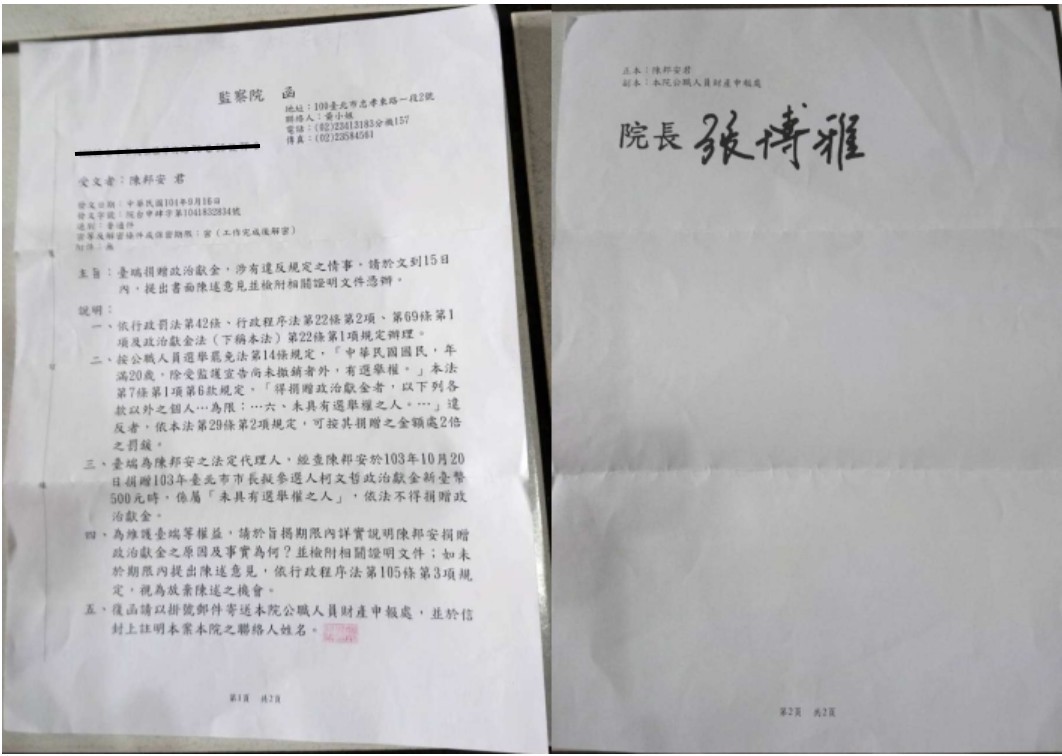 監察院　函
地址：100臺北市忠孝東路一段2號
聯絡人：黃小姐
電話：(02)23413183分機157
傳真：(02)23584561
受文者：陳邦安 君
發文日期：中華民國104年9月16日
發文字號：院台申肆字第1041832834號
速別：普通件
密等及解密條件或保密期限：密（工作完成後解密）
附件：無
主旨：臺端捐贈政治獻金，涉有違反規定之情事，請於文到15日
內，提出書面陳述意見並檢附相關證明文件憑辦。
說明：
一、依行政罰法第42條、行政程序法第22條第2項、第69條第1
項及政治獻金法（下稱本法）第22條第1項規定辦理。
二、按公職人員選舉罷免法第14條規定，「中華民國國民，年
滿20歲，除受監護宣告尚未撤銷者外，有選舉權。」本法
第7條第1項第6款規定，「得捐贈政治獻金者，以下列各
款以外之個人…為限：…六、未具有選舉權之人。…」違
反者，依本法第29條第2項規定，可按其捐贈之金額處2倍
之罰鍰。
三、臺端為陳邦安之法定代理人，經查陳邦安於103年10月20
日捐贈103年臺北市市長擬參選人柯文哲政治獻金新臺幣
500元時，係屬「未具有選舉權之人」，依法不得捐贈政
治獻金。
四、為維護臺端等權益，請於旨揭期限內詳實說明陳邦安捐贈
政治獻金之原因及事實為何？並檢附相關證明文件；如未
於期限內提出陳述意見，依行政程序法第105條第3項規
定，視為放棄陳述之機會。
五、復函請以掛號郵件寄送本院公職人員財產申報處，並於信
封上註明本案本院之聯絡人姓名。
第1頁　共2頁
正本：陳邦安君
副本：本院公職人員財產申報處
院長 張博雅
第2頁　共2頁